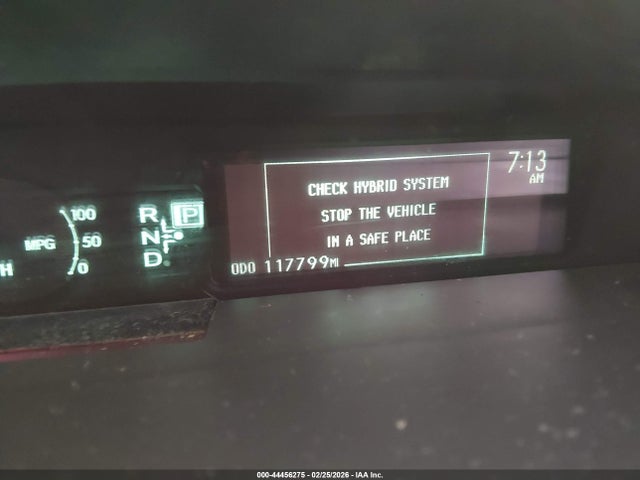 7:13
AM
CHECK HYBRID SYSTEM
STOP THE VEHICLE
IN A SAFE PLACE
ODO 117799MI
100
MPG 50
0
H
R P
N
D
000-44456275 - 02/25/2026 - IAA Inc.